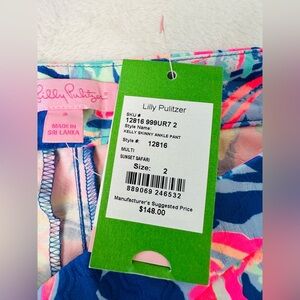 Lilly Pulitzer
MADE IN
SRI LANKA
Lilly Pulitzer
SKU #:
12816 999UR7 2
Style Name:
KELLY SKINNY ANKLE PANT
Style #: 12816
MULTI
SUNSET SAFARI
Size: 2
889069 246532
Manufacturer's Suggested Price
$148.00